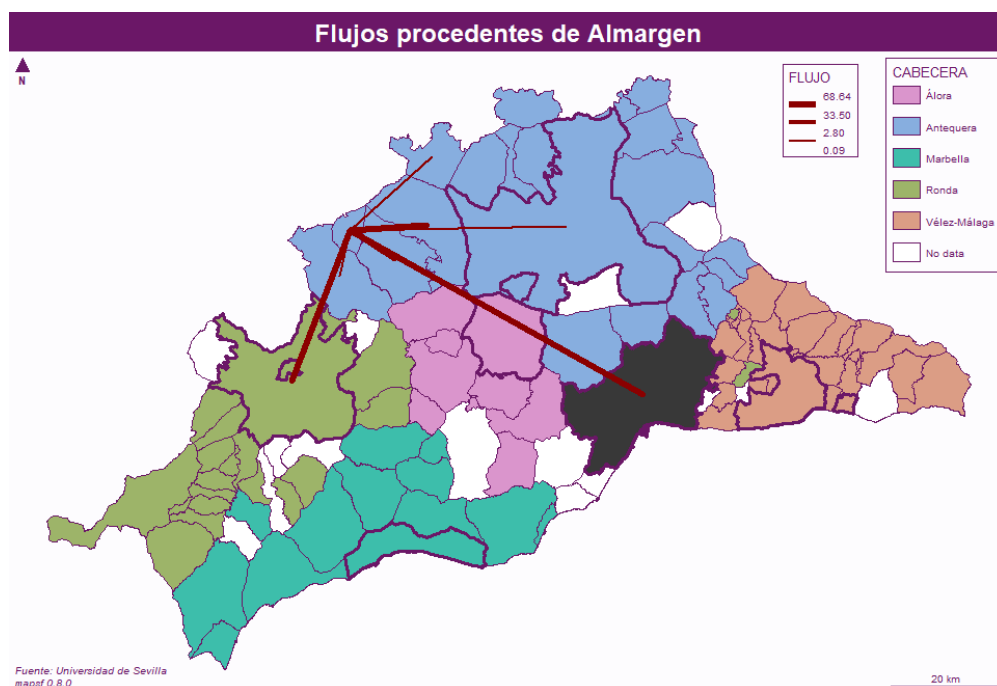 Flujos procedentes de Almargen
N
FLUJO
68.64
33.50
2.80
0.09
CABECERA
Álora
Antequera
Marbella
Ronda
Vélez-Málaga
No data
Fuente: Universidad de Sevilla
mapsf 0.8.0
20 km